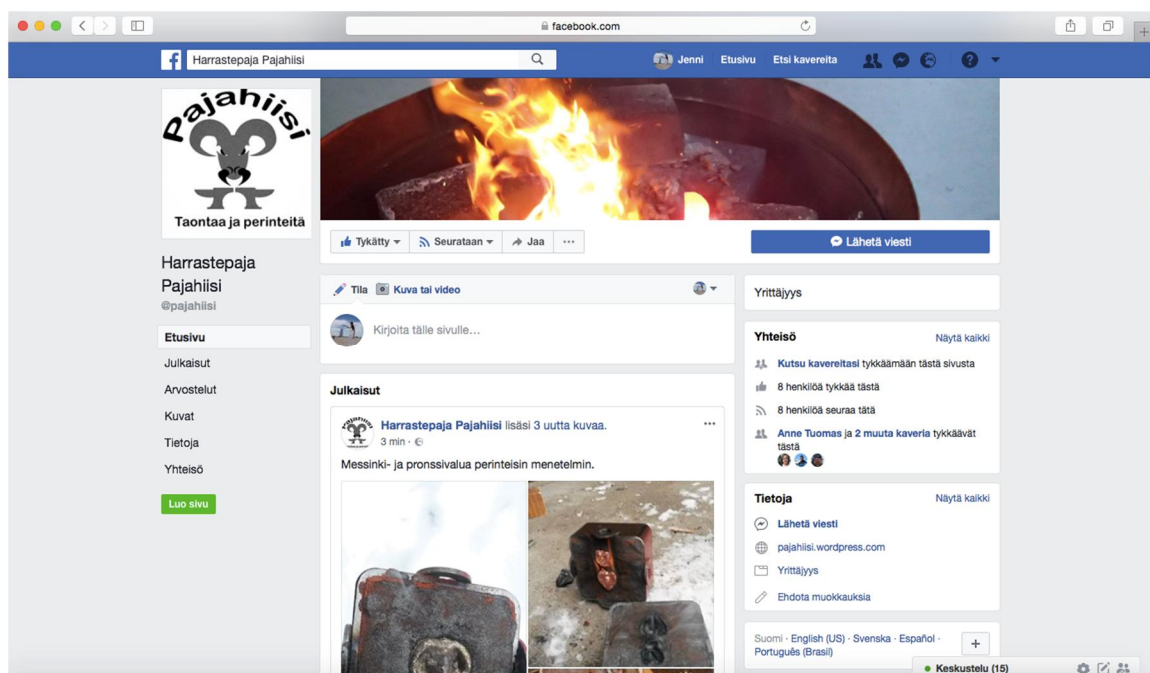 facebook.com
Harrastepaja Pajahiisi
Jenni Etusivu Etsi kavereita
Pajahiisi
Taontaa ja perinteitä
Tykätty Seurataan Jaa
Lähetä viesti
Harrastepaja
Pajahiisi
@pajahiisi
Etusivu
Julkaisut
Arvostelut
Kuvat
Tietoja
Yhteisö
Luo sivu
Tila Kuva tai video
Kirjoita tälle sivulle…
Julkaisut
Harrastepaja Pajahiisi lisäsi 3 uutta kuvaa.
3 min ·
Messinki- ja pronssivalua perinteisin menetelmin.
Yrittäjyys
Yhteisö Näytä kaikki
Kutsu kavereitasi tykkäämään tästä sivusta
8 henkilöä tykkää tästä
8 henkilöä seuraa tätä
Anne Tuomas ja 2 muuta kaveria tykkäävät
tästä
Tietoja Näytä kaikki
Lähetä viesti
pajahiisi.wordpress.com
Yrittäjyys
Ehdota muokkauksia
Suomi · English (US) · Svenska · Español ·
Português (Brasil)
Keskustelu (15)